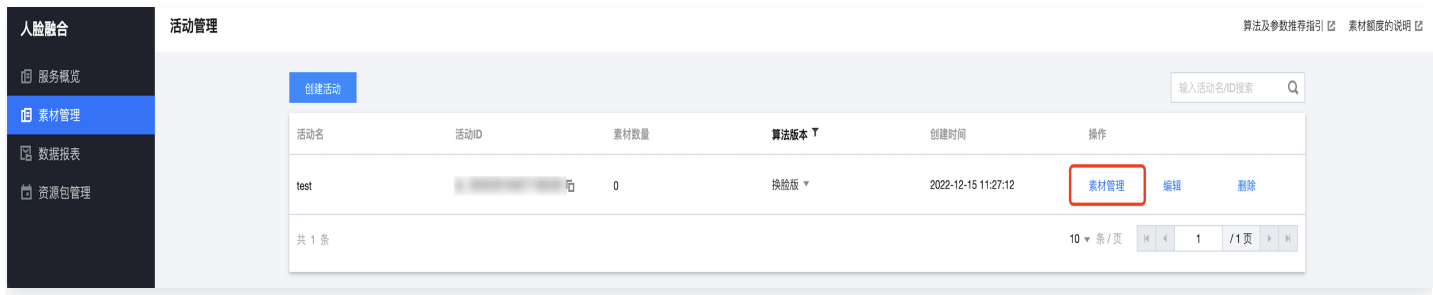 人脸融合
活动管理
算法及参数推荐指引 素材额度的说明
服务概览
素材管理
数据报表
资源包管理
创建活动
输入活动名/ID搜索
活动名 活动ID 素材数量 算法版本 创建时间 操作
test 0 换脸版 2022-12-15 11:27:12 素材管理 编辑 删除
共 1 条
10 条 / 页 1 / 1 页